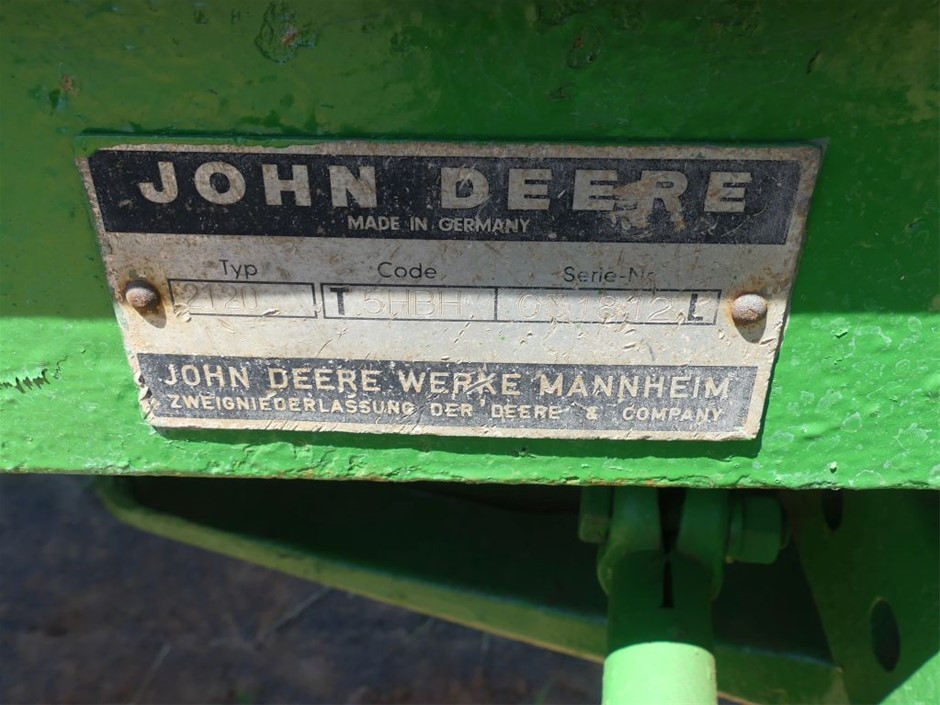 JOHN DEERE
MADE IN GERMANY
Typ Code Serie-Nr
2120 T 5HBH L
JOHN DEERE WERKE MANNHEIM
ZWEIGNIEDERLASSUNG DER DEERE & COMPANY